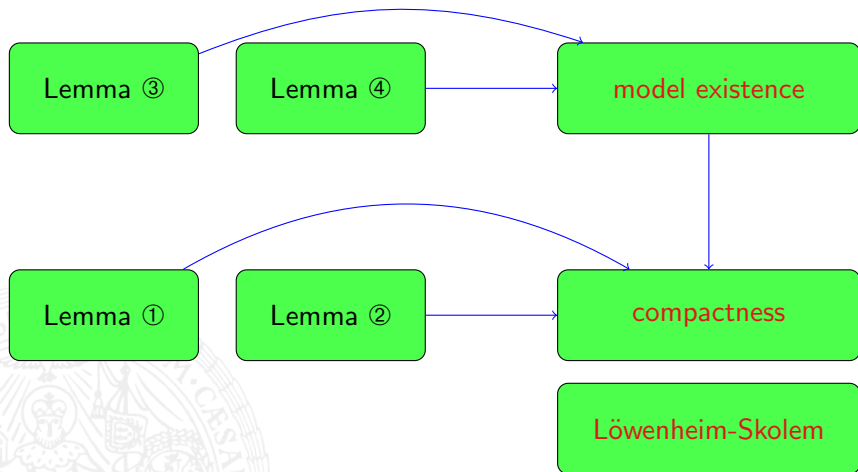 Lemma ③ Lemma ④ model existence
Lemma ① Lemma ② compactness
Löwenheim-Skolem